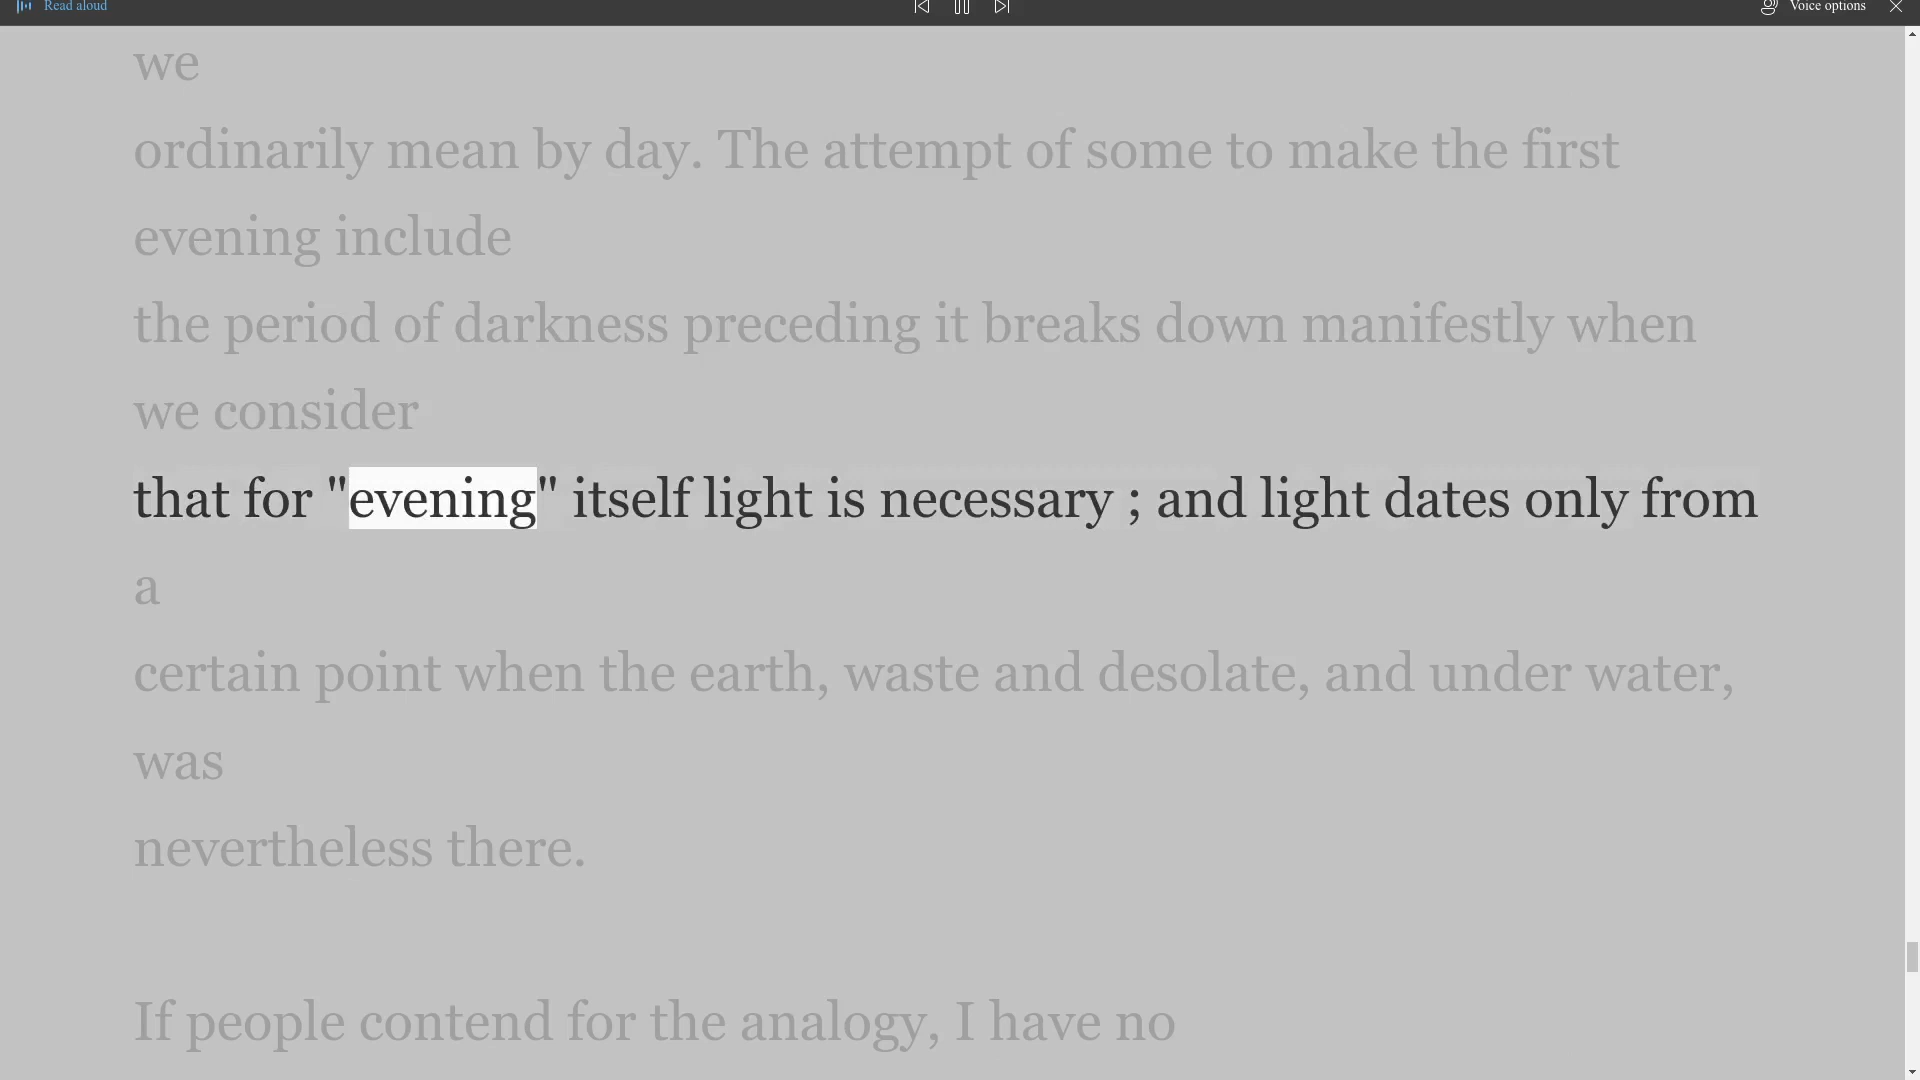 Read aloud
Voice options
we
ordinarily mean by day. The attempt of some to make the first
evening include
the period of darkness preceding it breaks down manifestly when
we consider
that for "evening" itself light is necessary ; and light dates only from
a
certain point when the earth, waste and desolate, and under water,
was
nevertheless there.
If people contend for the analogy, I have no